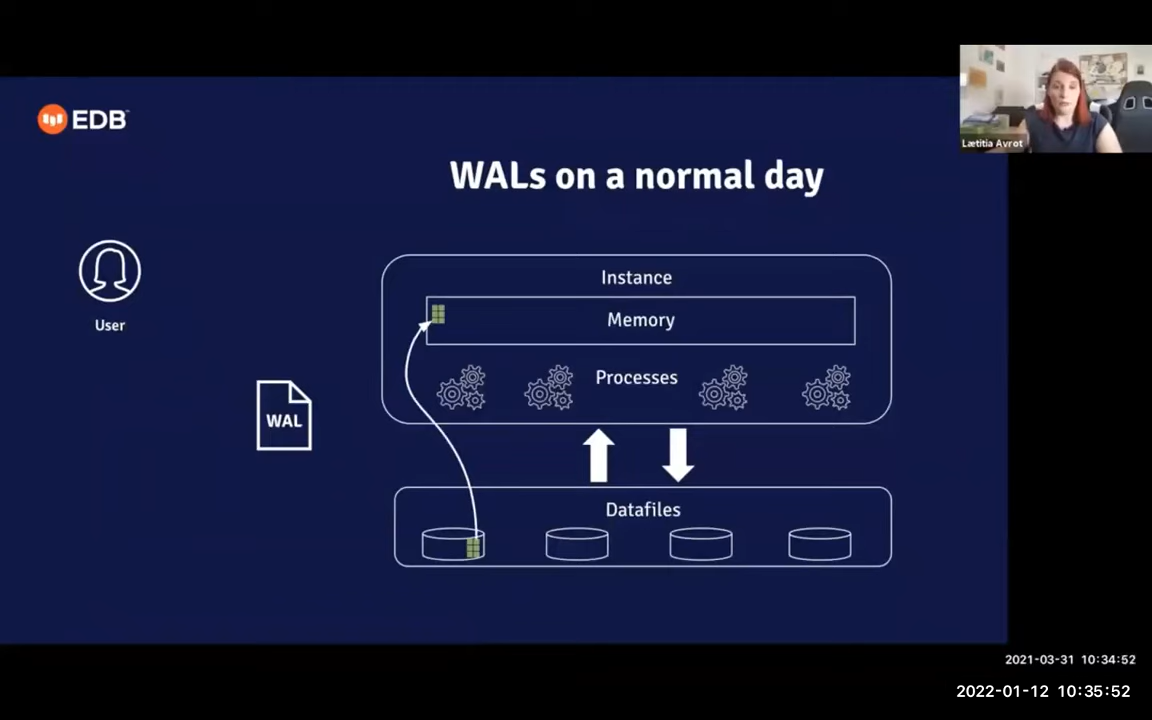 EDB™
Lætitia Avrot
WALs on a normal day
User
Instance
Memory
Processes
WAL
Datafiles
2021-03-31 10:34:52
2022-01-12 10:35:52